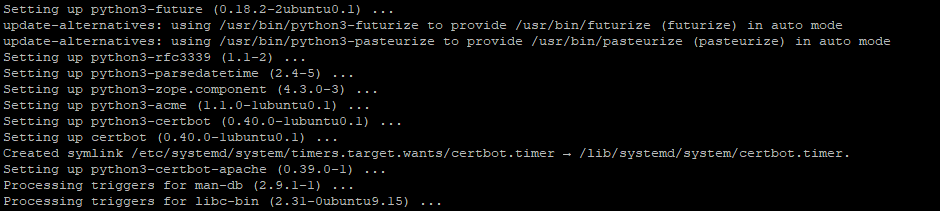 Setting up python3-future (0.18.2-2ubuntu0.1) ...
update-alternatives: using /usr/bin/python3-futurize to provide /usr/bin/futurize (futurize) in auto mode
update-alternatives: using /usr/bin/python3-pasteurize to provide /usr/bin/pasteurize (pasteurize) in auto mode
Setting up python3-rfc3339 (1.1-2) ...
Setting up python3-parsedatetime (2.4-5) ...
Setting up python3-zope.component (4.3.0-3) ...
Setting up python3-acme (1.1.0-1ubuntu0.1) ...
Setting up python3-certbot (0.40.0-1ubuntu0.1) ...
Setting up certbot (0.40.0-1ubuntu0.1) ...
Created symlink /etc/systemd/system/timers.target.wants/certbot.timer → /lib/systemd/system/certbot.timer.
Setting up python3-certbot-apache (0.39.0-1) ...
Processing triggers for man-db (2.9.1-1) ...
Processing triggers for libc-bin (2.31-0ubuntu9.15) ...